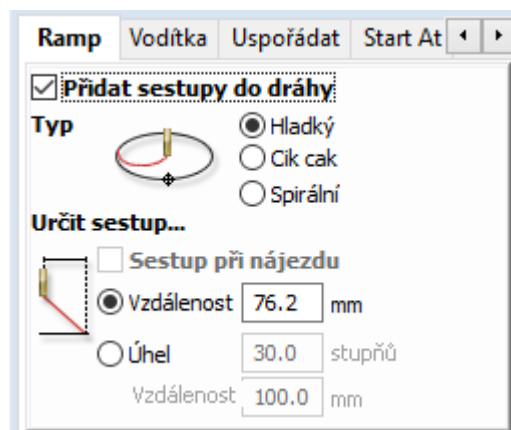 Ramp Vodítka Uspořádat Start At
Přidat sestupy do dráhy
Typ
Hladký
Cik cak
Spirální
Určit sestup...
Sestup při nájezdu
Vzdálenost 76.2 mm
Úhel 30.0 stupňů
Vzdálenost 100.0 mm